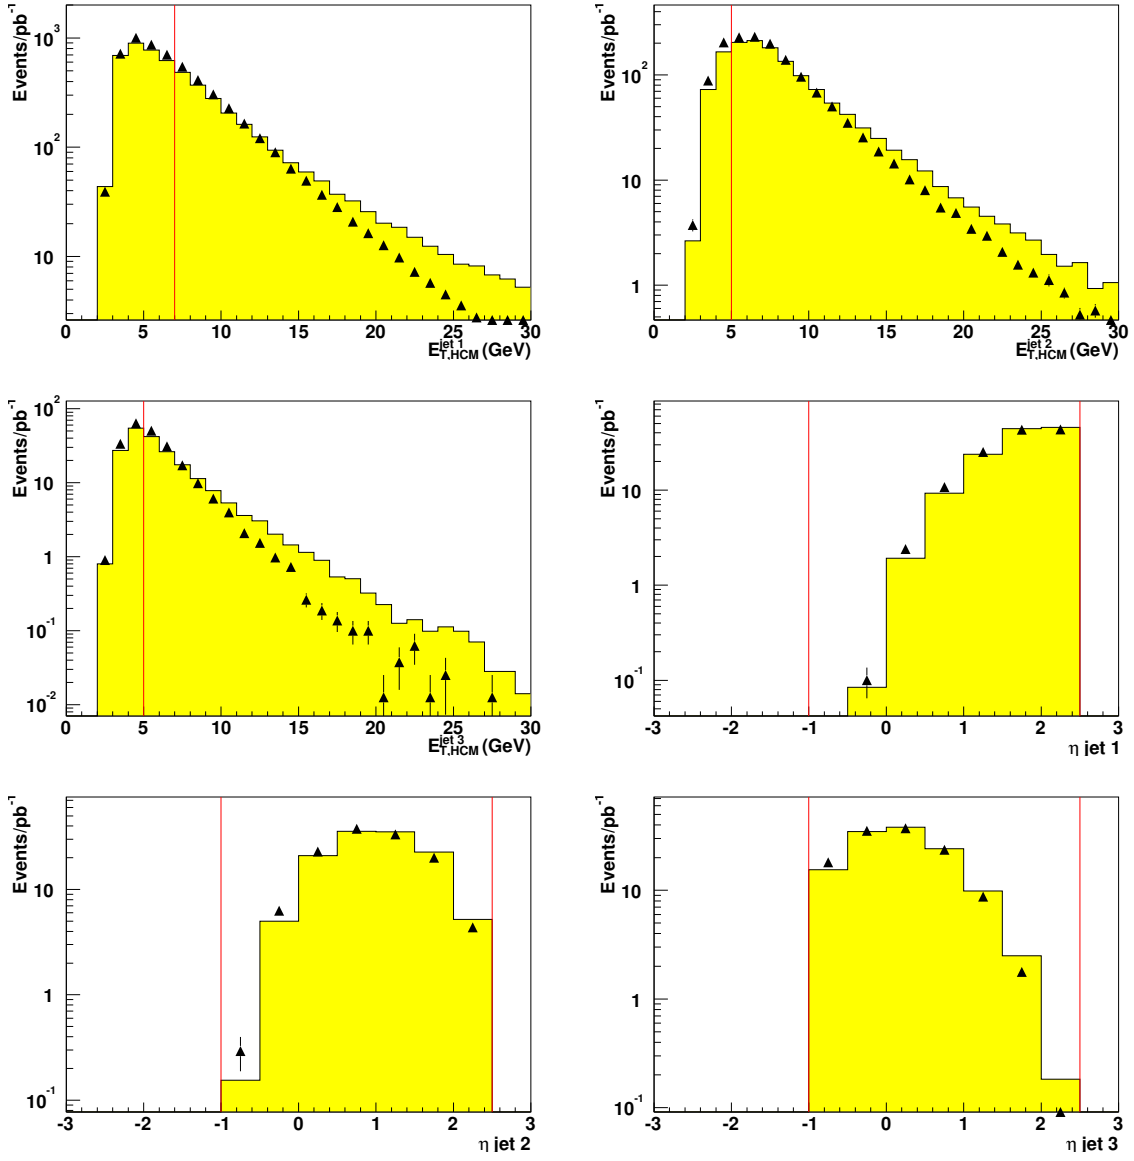 Events/pb⁻¹
10³
10²
10
0 5 10 15 20 25 30
E_T,HCM^jet 1 (GeV)
Events/pb⁻¹
10²
10
1
0 5 10 15 20 25 30
E_T,HCM^jet 2 (GeV)
Events/pb⁻¹
10²
10
1
10⁻¹
10⁻²
0 5 10 15 20 25 30
E_T,HCM^jet 3 (GeV)
Events/pb⁻¹
10
1
10⁻¹
-3 -2 -1 0 1 2 3
η jet 1
Events/pb⁻¹
10
1
10⁻¹
-3 -2 -1 0 1 2 3
η jet 2
Events/pb⁻¹
10
1
10⁻¹
-3 -2 -1 0 1 2 3
η jet 3